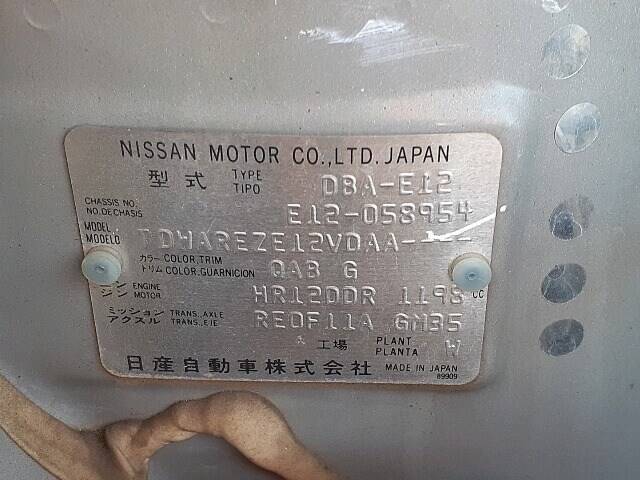 NISSAN MOTOR CO.,LTD. JAPAN
型式 TYPE TIPO DBA-E12
CHASSIS NO. NO. DE CHASIS E12-058954
MODEL MODELO TDWAREZE12VDAA----
カラー COLOR,TRIM トリム COLOR,GUARNICION QAB G
ンジン ENGINE MOTOR HR12DDR 1198 CC
ミッション アクスル TRANS.,AXLE TRANS.,EJE RE0F11A GM35
工場 PLANT PLANTA W
日産自動車株式会社 MADE IN JAPAN
89909